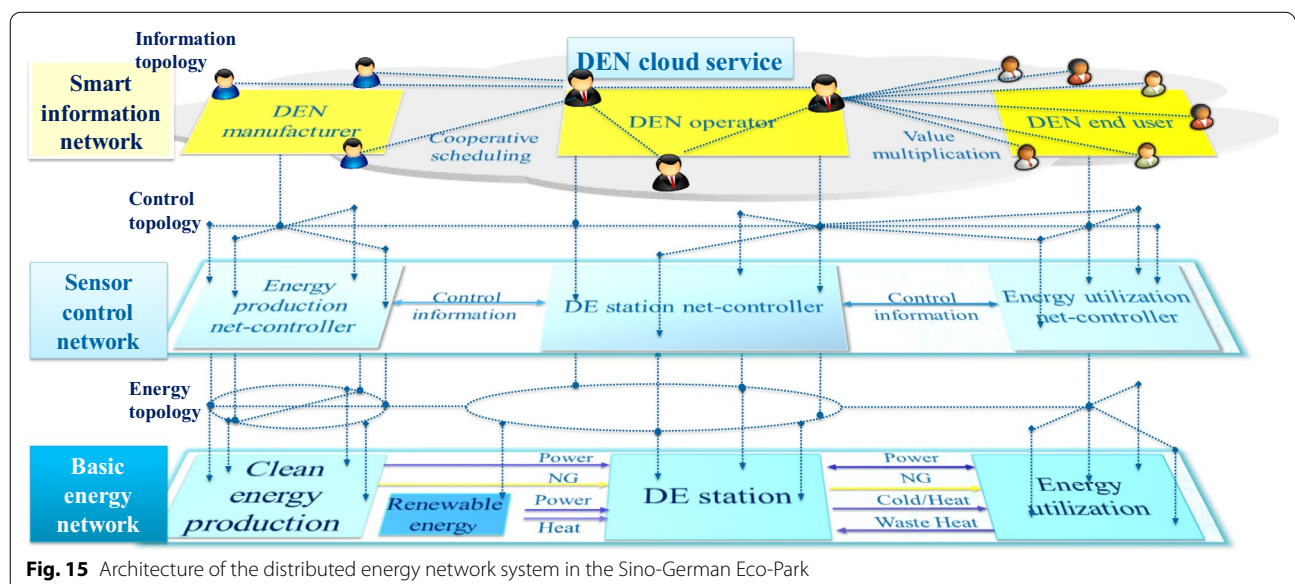 Information
topology
DEN cloud service
Smart
information
network
DEN
manufacturer
Cooperative
scheduling
DEN operator
Value
multiplication
DEN end user
Control
topology
Sensor
control
network
Energy
production
net-controller
Control
information
DE station net-controller
Control
information
Energy utilization
net-controller
Energy
topology
Basic
energy
network
Clean
energy
production
Power
NG
Renewable
energy
Power
Heat
DE station
Power
NG
Cold/Heat
Waste Heat
Energy
utilization
Fig. 15 Architecture of the distributed energy network system in the Sino-German Eco-Park